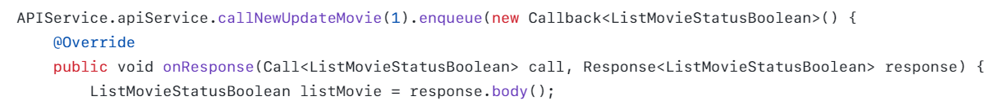 APIService.apiService.callNewUpdateMovie(1).enqueue(new Callback<ListMovieStatusBoolean>() {
    @Override
    public void onResponse(Call<ListMovieStatusBoolean> call, Response<ListMovieStatusBoolean> response) {
        ListMovieStatusBoolean listMovie = response.body();